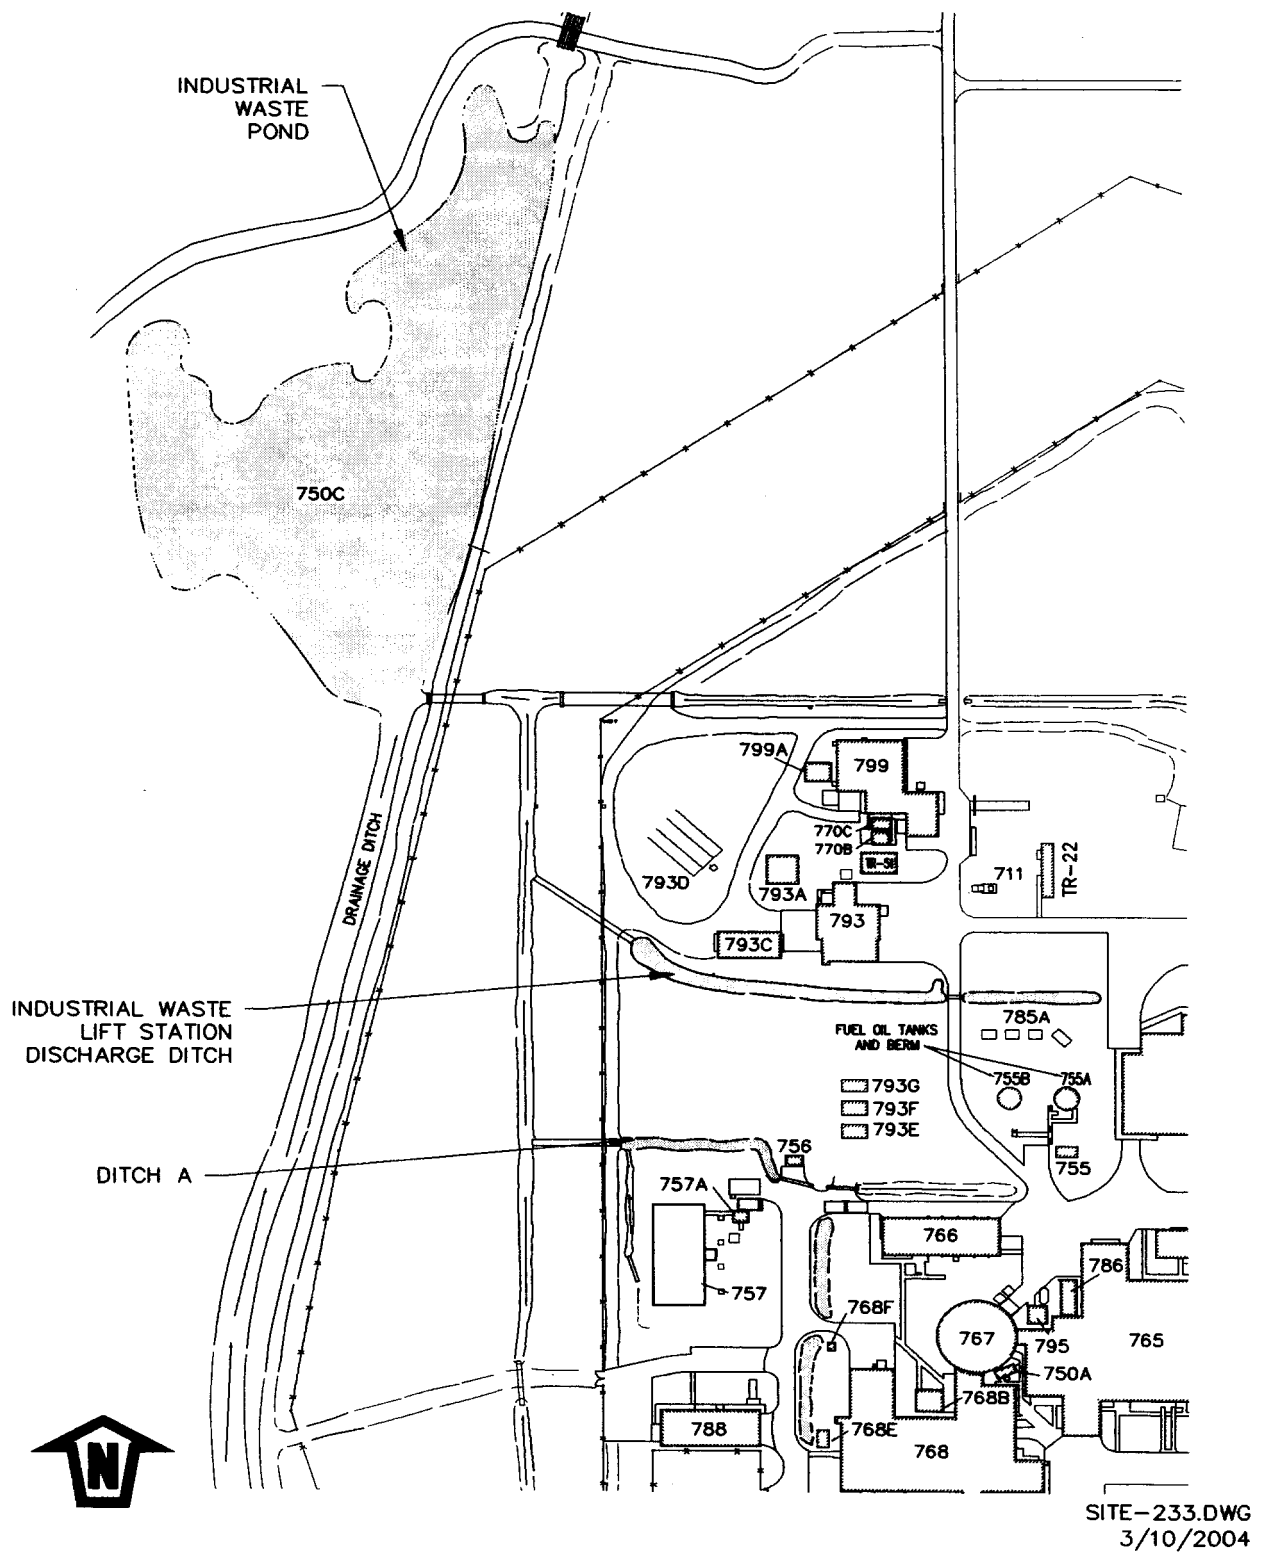 INDUSTRIAL
WASTE
POND
750C
799A
799
770C
770B
TR-22
711
793D
793A
793
793C
DRAINAGE DITCH
INDUSTRIAL WASTE
LIFT STATION
DISCHARGE DITCH
785A
FUEL OIL TANKS
AND BERM
755B
755A
793G
793F
793E
756
755
DITCH A
757A
766
786
757
768F
767
795
765
750A
768B
788
768E
768
N
SITE-233.DWG
3/10/2004